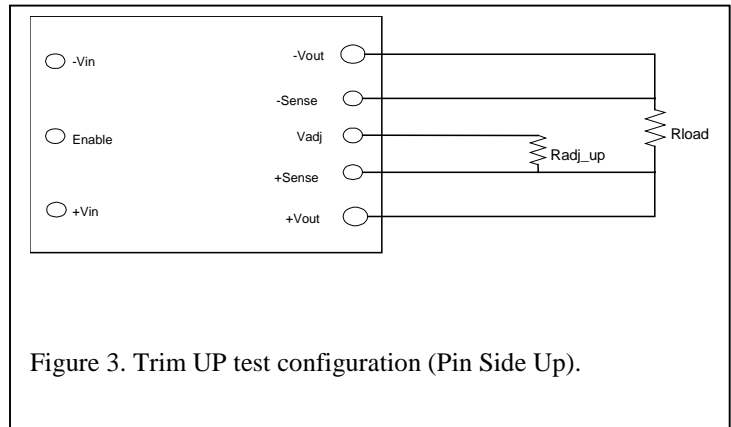 -Vin
-Vout
-Sense
Enable
Vadj
Rload
Radj_up
+Sense
+Vin
+Vout
Figure 3. Trim UP test configuration (Pin Side Up).